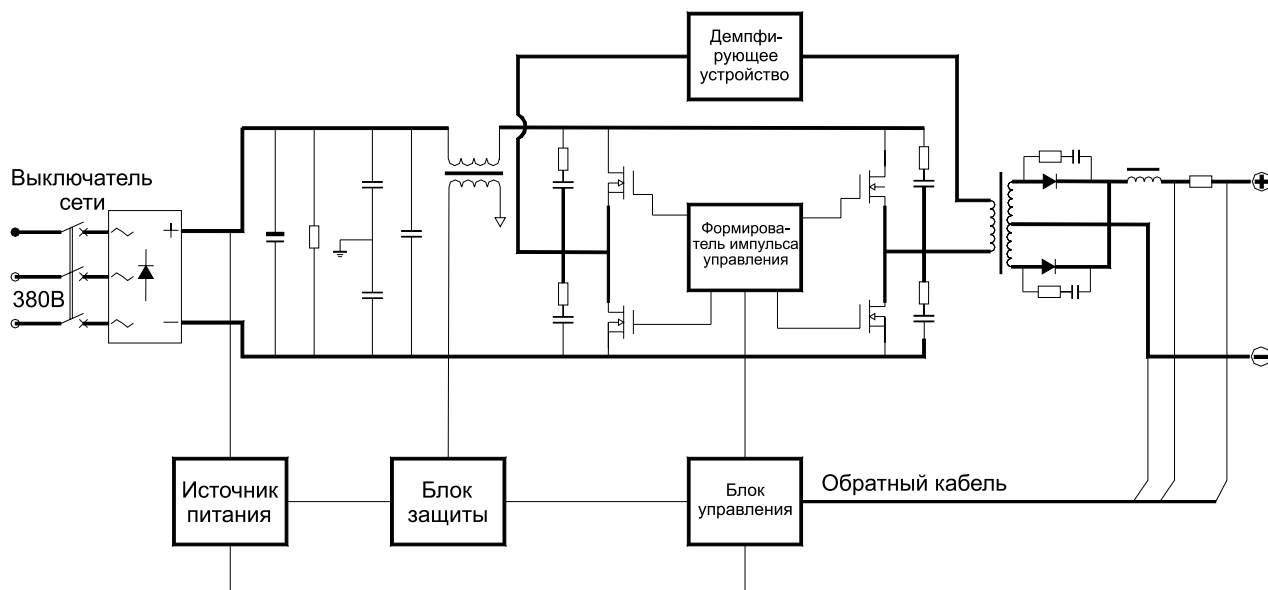 Демпфи-
рующее
устройство
Выключатель
сети
380В
+
−
Формирова-
тель импульса
управления
+
−
Источник
питания
Блок
защиты
Блок
управления
Обратный кабель